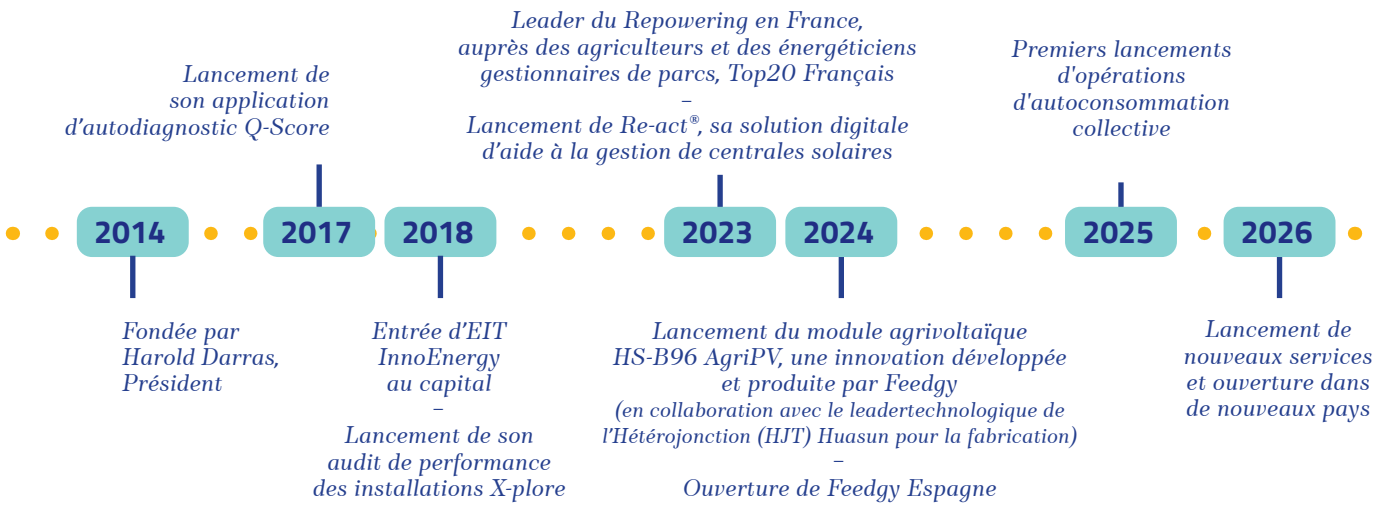 2014
Fondée par
Harold Darras,
Président
Lancement de
son application
d’autodiagnostic Q-Score
2017
2018
Entrée d’EIT
InnoEnergy
au capital
–
Lancement de son
audit de performance
des installations X-plore
Leader du Repowering en France,
auprès des agriculteurs et des énergéticiens
gestionnaires de parcs, Top20 Français
–
Lancement de Re-act®, sa solution digitale
d’aide à la gestion de centrales solaires
2023
2024
Lancement du module agrivoltaïque
HS-B96 AgriPV, une innovation développée
et produite par Feedgy
(en collaboration avec le leadertechnologique de
l’Hétérojonction (HJT) Huasun pour la fabrication)
–
Ouverture de Feedgy Espagne
Premiers lancements
d'opérations
d'autoconsommation
collective
2025
2026
Lancement de
nouveaux services
et ouverture dans
de nouveaux pays